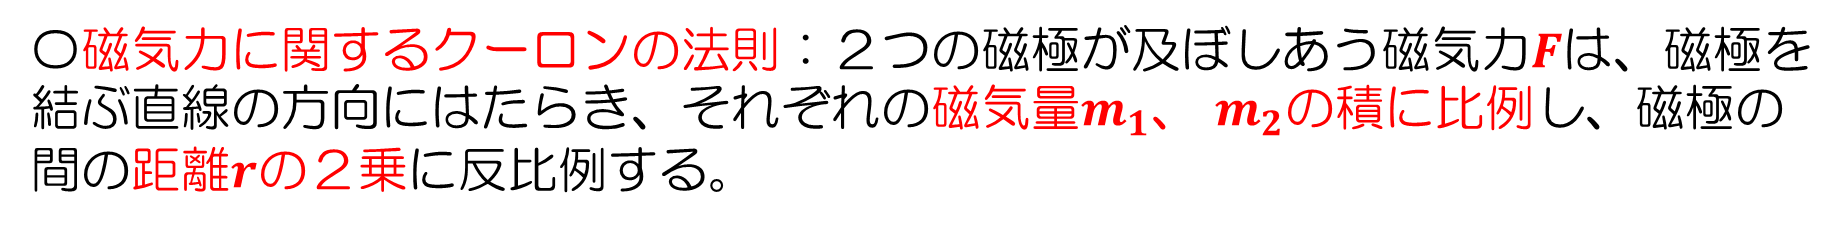 〇磁気力に関するクーロンの法則：２つの磁極が及ぼしあう磁気力Fは、磁極を
結ぶ直線の方向にはたらき、それぞれの磁気量m₁、 m₂の積に比例し、磁極の
間の距離rの２乗に反比例する。